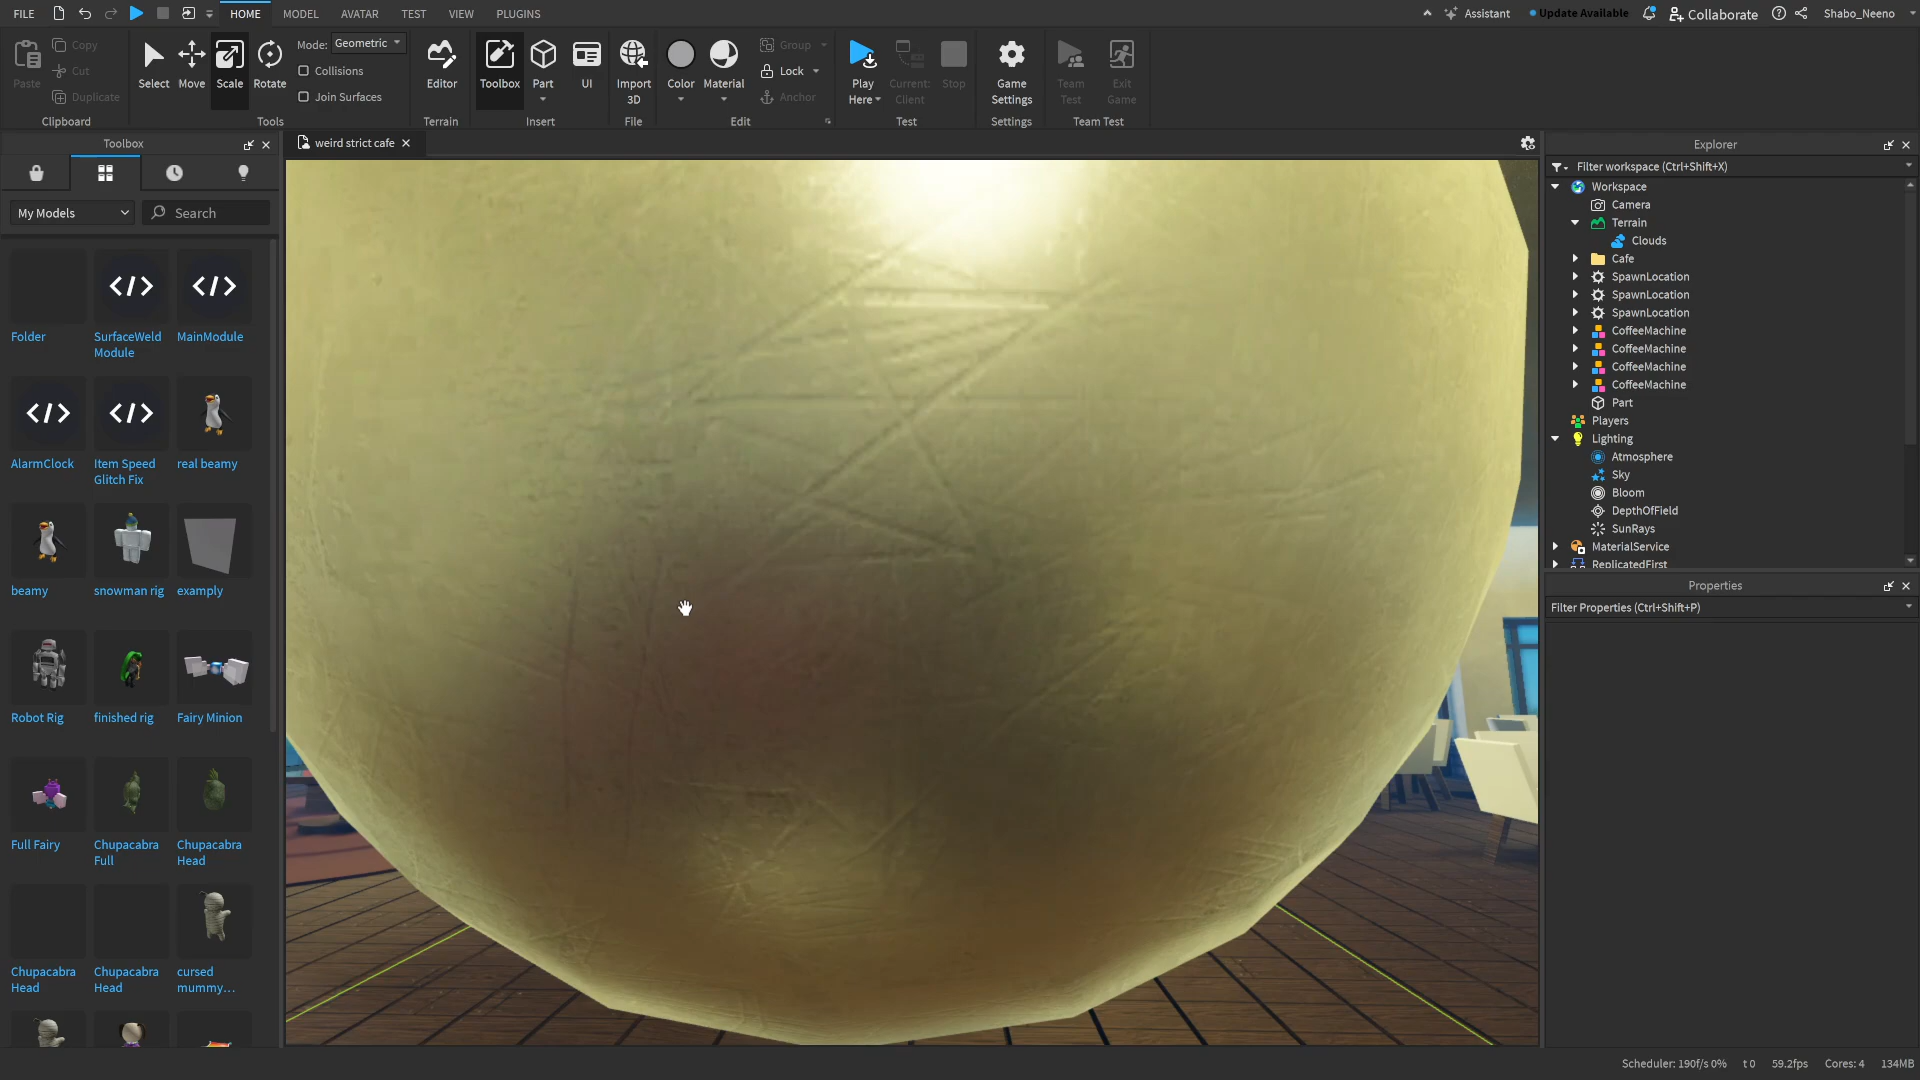 FILE HOME MODEL AVATAR TEST VIEW PLUGINS Assistant Update Available Collaborate Shabo_Neeno
Paste Copy Cut Duplicate Select Move Scale Rotate Mode: Geometric Collisions Join Surfaces Editor Toolbox Part UI Import 3D Color Material Group Lock Anchor Play Here Current: Client Stop Game Settings Team Test Exit Game
Clipboard Tools Terrain Insert File Edit Test Settings Team Test
Toolbox
My Models Search
Folder SurfaceWeld Module MainModule
AlarmClock Item Speed Glitch Fix real beamy
beamy snowman rig examply
Robot Rig finished rig Fairy Minion
Full Fairy Chupacabra Full Chupacabra Head
Chupacabra Head Chupacabra Head cursed mummy...
weird strict cafe
Explorer
Filter workspace (Ctrl+Shift+X)
Workspace
Camera
Terrain
Clouds
Cafe
SpawnLocation
SpawnLocation
SpawnLocation
CoffeeMachine
CoffeeMachine
CoffeeMachine
CoffeeMachine
Part
Players
Lighting
Atmosphere
Sky
Bloom
DepthOfField
SunRays
MaterialService
ReplicatedFirst
Properties
Filter Properties (Ctrl+Shift+P)
Scheduler: 190f/s 0% t 0 59.2fps Cores: 4 134MB